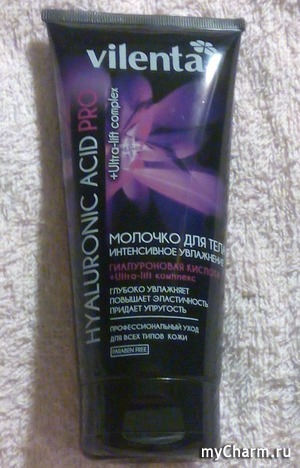 vilenta
HYALURONIC ACID PRO
+Ultra-lift complex
МОЛОЧКО ДЛЯ ТЕЛА
ИНТЕНСИВНОЕ УВЛАЖНЕНИЕ
ГИАЛУРОНОВАЯ КИСЛОТА
+Ultra-lift комплекс
ГЛУБОКО УВЛАЖНЯЕТ
ПОВЫШАЕТ ЭЛАСТИЧНОСТЬ
ПРИДАЕТ УПРУГОСТЬ
ПРОФЕССИОНАЛЬНЫЙ УХОД
ДЛЯ ВСЕХ ТИПОВ КОЖИ
PARABEN FREE
myCharm.ru